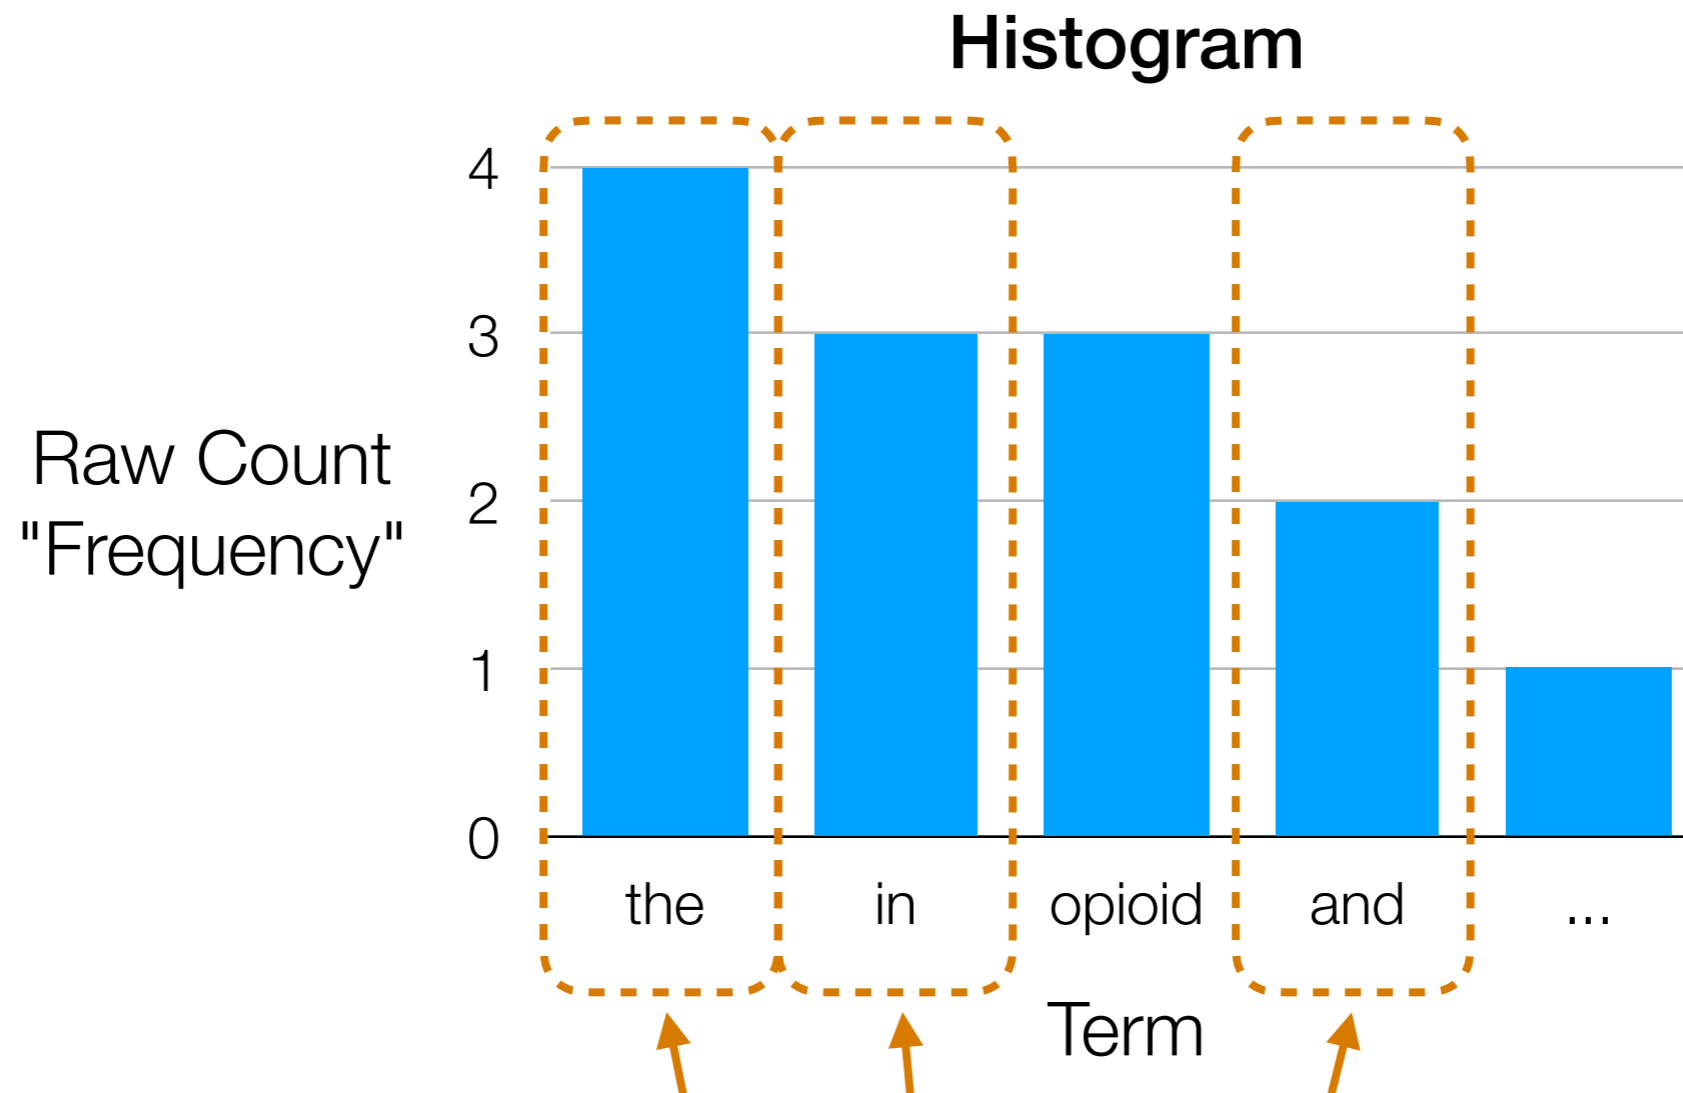 Histogram
4
3
2
1
0
Raw Count
"Frequency"
the in opioid and ...
Term